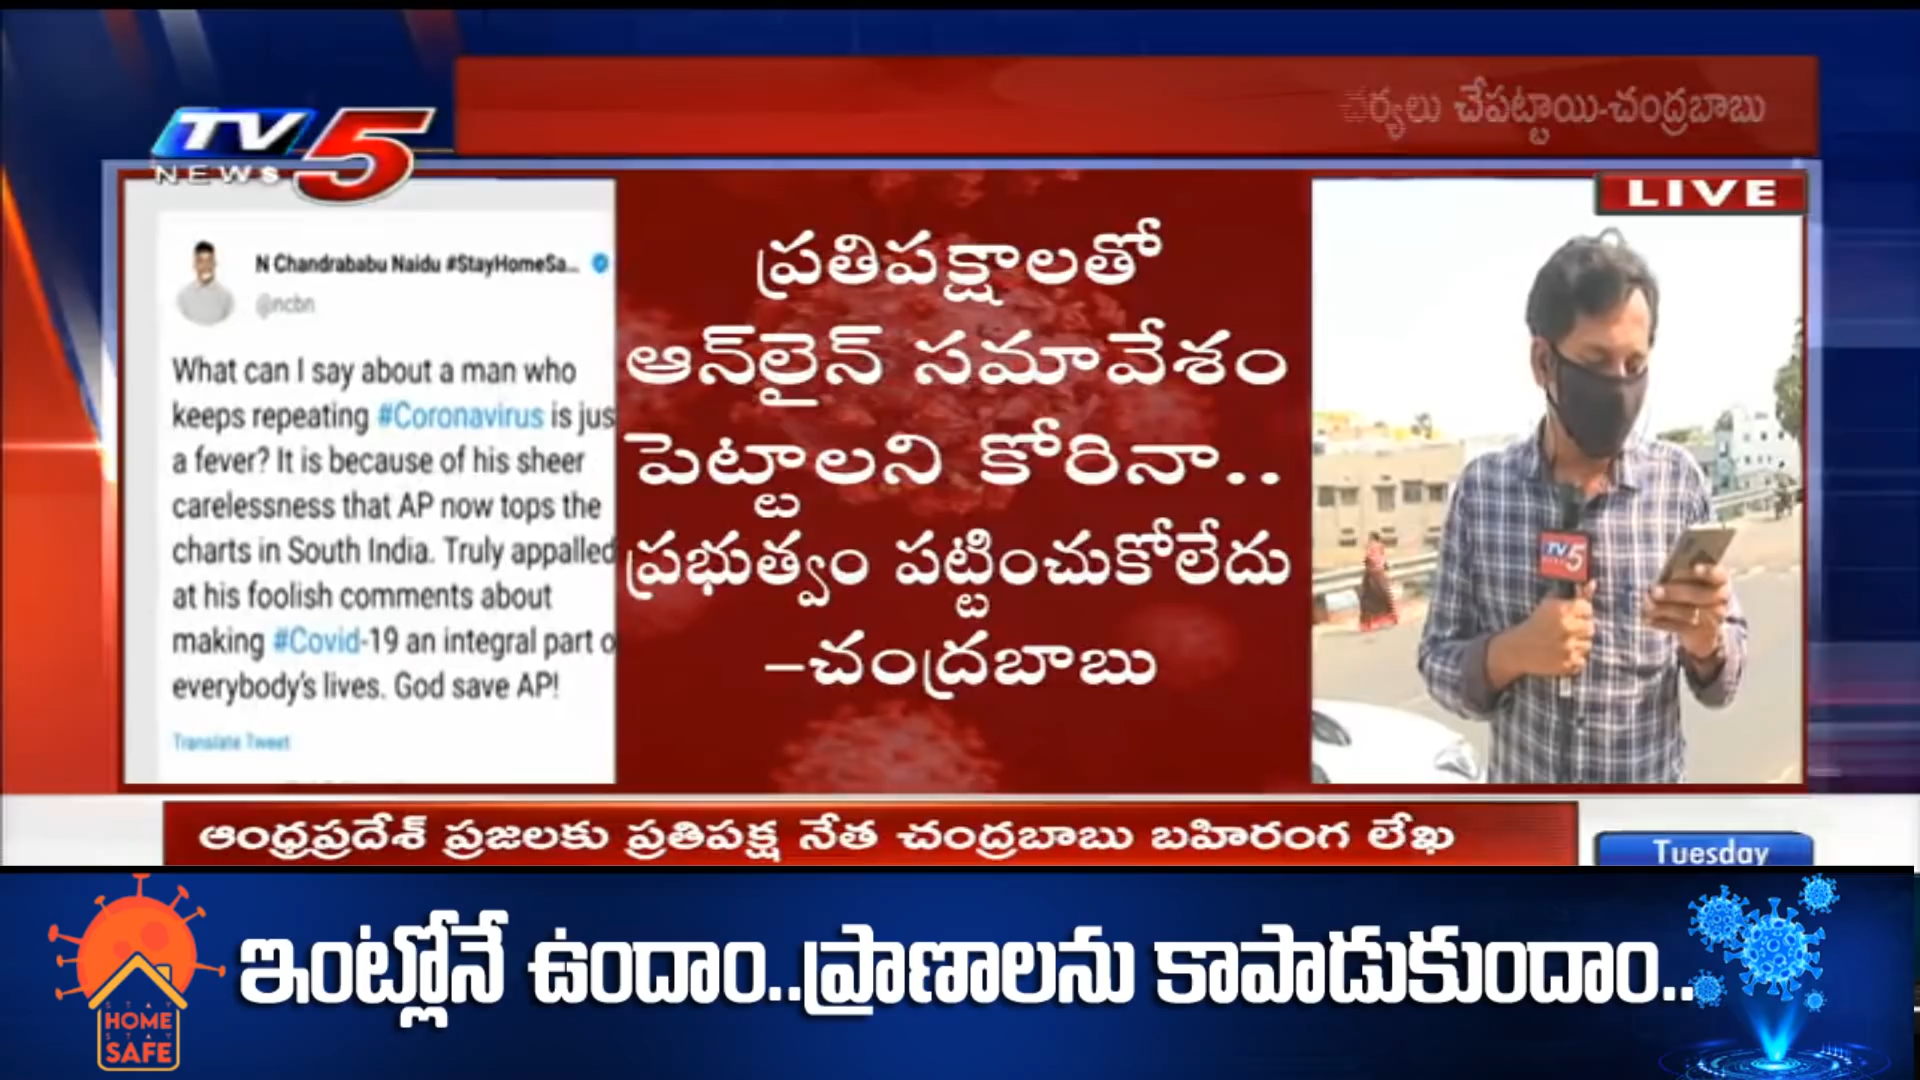 చర్యలు చేపట్టాయి-చంద్రబాబు
TV5
NEWS
LIVE
N Chandrababu Naidu #StayHomeSa...
@ncbn
What can I say about a man who
keeps repeating #Coronavirus is jus
a fever? It is because of his sheer
carelessness that AP now tops the
charts in South India. Truly appalled
at his foolish comments about
making #Covid-19 an integral part o
everybody's lives. God save AP!
Translate Tweet
ప్రతిపక్షాలతో
ఆన్‌లైన్ సమావేశం
పెట్టాలని కోరినా..
ప్రభుత్వం పట్టించుకోలేదు
–చంద్రబాబు
TV5
ఆంధ్రప్రదేశ్ ప్రజలకు ప్రతిపక్ష నేత చంద్రబాబు బహిరంగ లేఖ
Tuesday
STAY
HOME
STAY
SAFE
ఇంట్లోనే ఉందాం..ప్రాణాలను కాపాడుకుందాం..